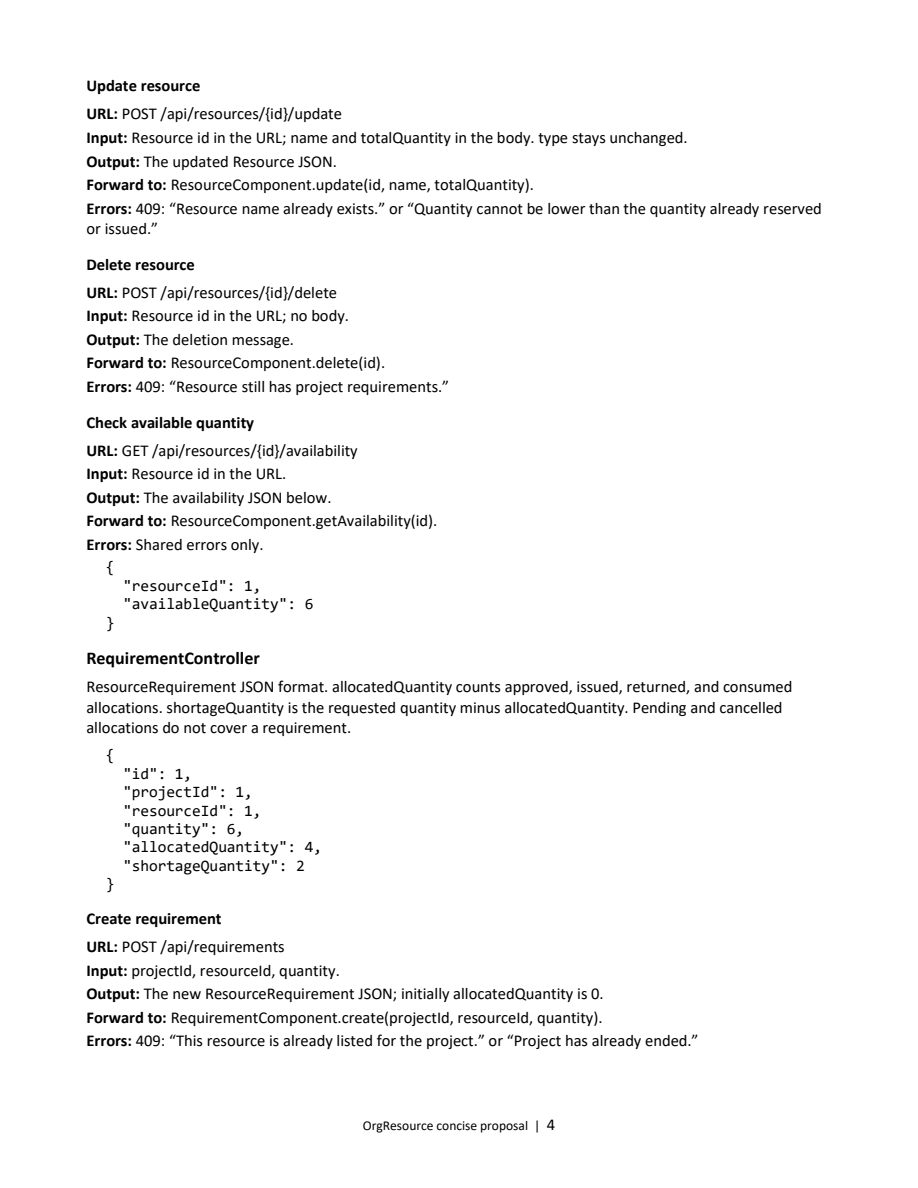 Update resource
URL: POST /api/resources/{id}/update
Input: Resource id in the URL; name and totalQuantity in the body. type stays unchanged.
Output: The updated Resource JSON.
Forward to: ResourceComponent.update(id, name, totalQuantity).
Errors: 409: “Resource name already exists.” or “Quantity cannot be lower than the quantity already reserved
or issued.”
Delete resource
URL: POST /api/resources/{id}/delete
Input: Resource id in the URL; no body.
Output: The deletion message.
Forward to: ResourceComponent.delete(id).
Errors: 409: “Resource still has project requirements.”
Check available quantity
URL: GET /api/resources/{id}/availability
Input: Resource id in the URL.
Output: The availability JSON below.
Forward to: ResourceComponent.getAvailability(id).
Errors: Shared errors only.
{
"resourceId": 1,
"availableQuantity": 6
}
RequirementController
ResourceRequirement JSON format. allocatedQuantity counts approved, issued, returned, and consumed
allocations. shortageQuantity is the requested quantity minus allocatedQuantity. Pending and cancelled
allocations do not cover a requirement.
{
"id": 1,
"projectId": 1,
"resourceId": 1,
"quantity": 6,
"allocatedQuantity": 4,
"shortageQuantity": 2
}
Create requirement
URL: POST /api/requirements
Input: projectId, resourceId, quantity.
Output: The new ResourceRequirement JSON; initially allocatedQuantity is 0.
Forward to: RequirementComponent.create(projectId, resourceId, quantity).
Errors: 409: “This resource is already listed for the project.” or “Project has already ended.”
OrgResource concise proposal | 4